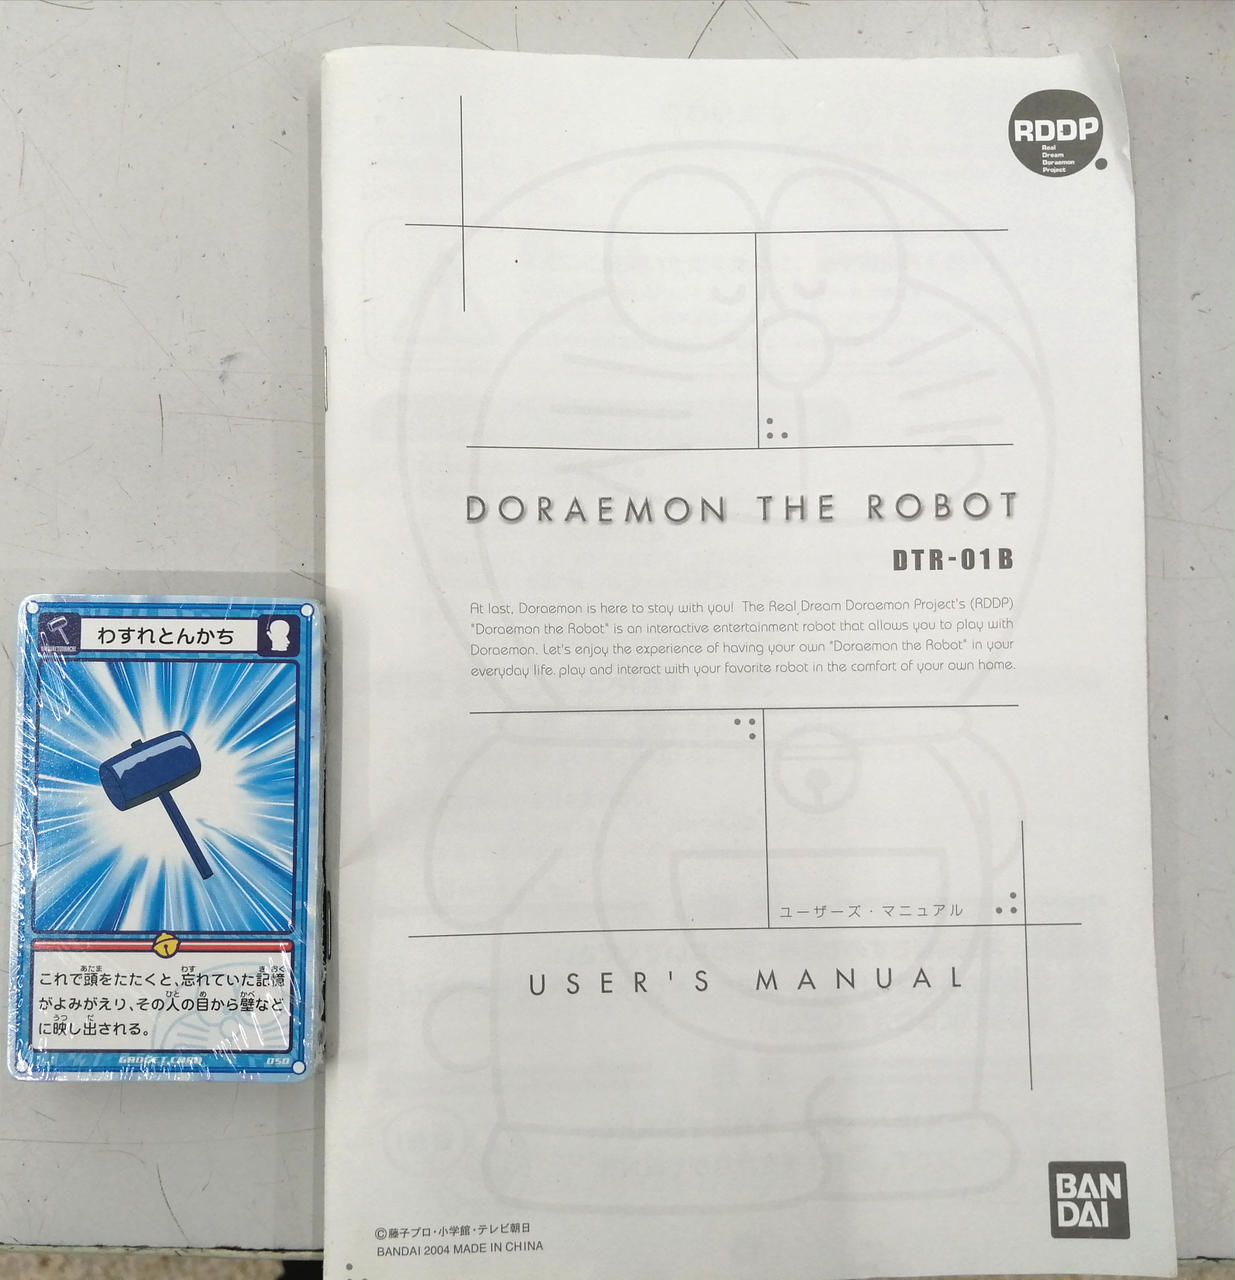 RDDP
Real
Dream
Doraemon
Project
DORAEMON THE ROBOT
DTR-01B
At last, Doraemon is here to stay with you! The Real Dream Doraemon Project's (RDDP)
"Doraemon the Robot" is an interactive entertainment robot that allows you to play with
Doraemon. Let's enjoy the experience of having your own "Doraemon the Robot" in your
everyday life. play and interact with your favorite robot in the comfort of your own home.
ユーザーズ・マニュアル
USER'S MANUAL
©藤子プロ・小学館・テレビ朝日
BANDAI 2004 MADE IN CHINA
BAN
DAI
わすれとんかち
これで頭をたたくと、忘れていた記憶
がよみがえり、その人の目から壁など
に映し出される。
GADGET CARD 050